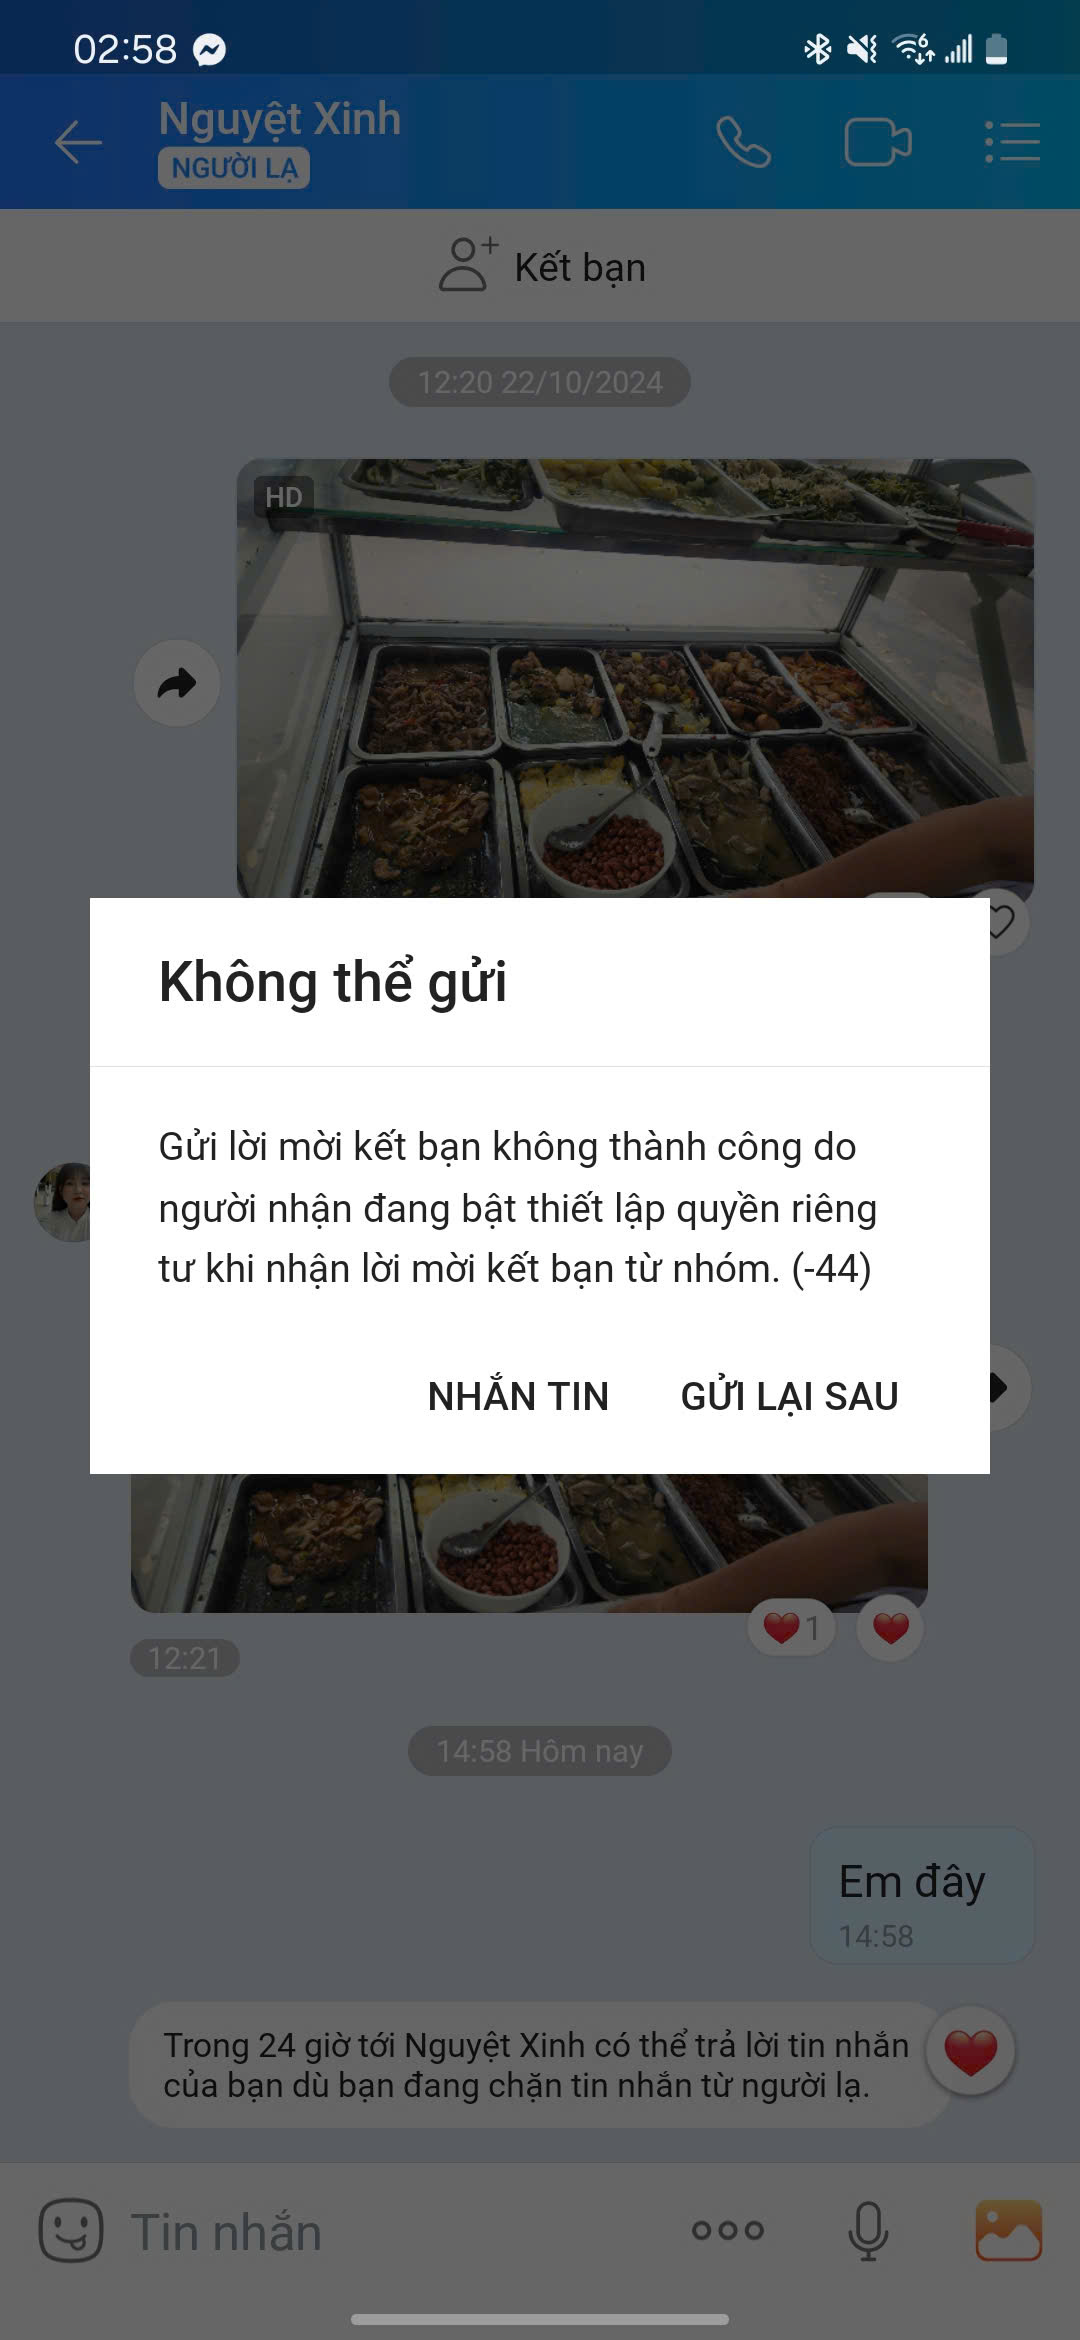 02:58
Nguyệt Xinh
NGƯỜI LẠ
Kết bạn
12:20 22/10/2024
HD
Không thể gửi
Gửi lời mời kết bạn không thành công do
người nhận đang bật thiết lập quyền riêng
tư khi nhận lời mời kết bạn từ nhóm. (-44)
NHẮN TIN GỬI LẠI SAU
1
12:21
14:58 Hôm nay
Em đây
14:58
Trong 24 giờ tới Nguyệt Xinh có thể trả lời tin nhắn
của bạn dù bạn đang chặn tin nhắn từ người lạ.
Tin nhắn